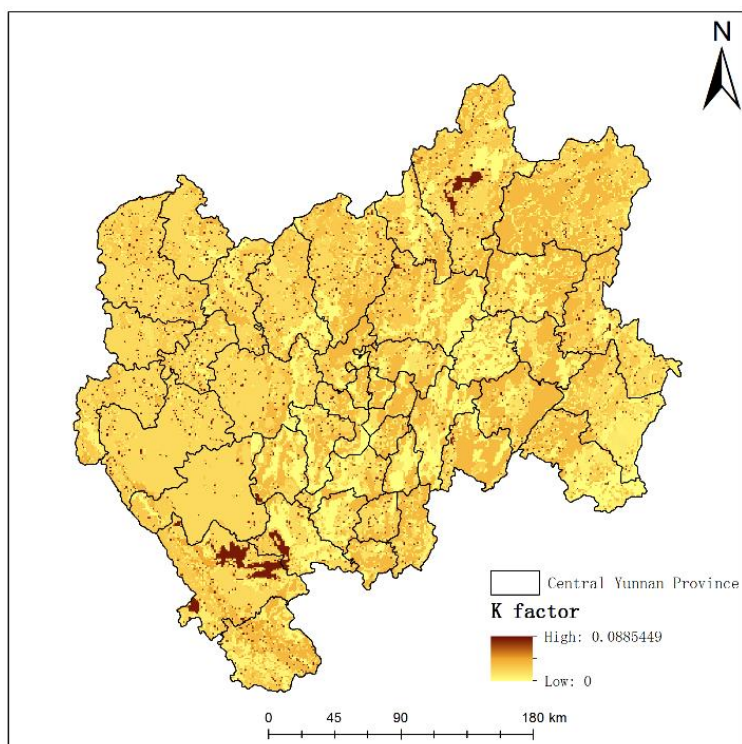 N
Central Yunnan Province
K factor
High: 0.0885449
Low: 0
0 45 90 180 km